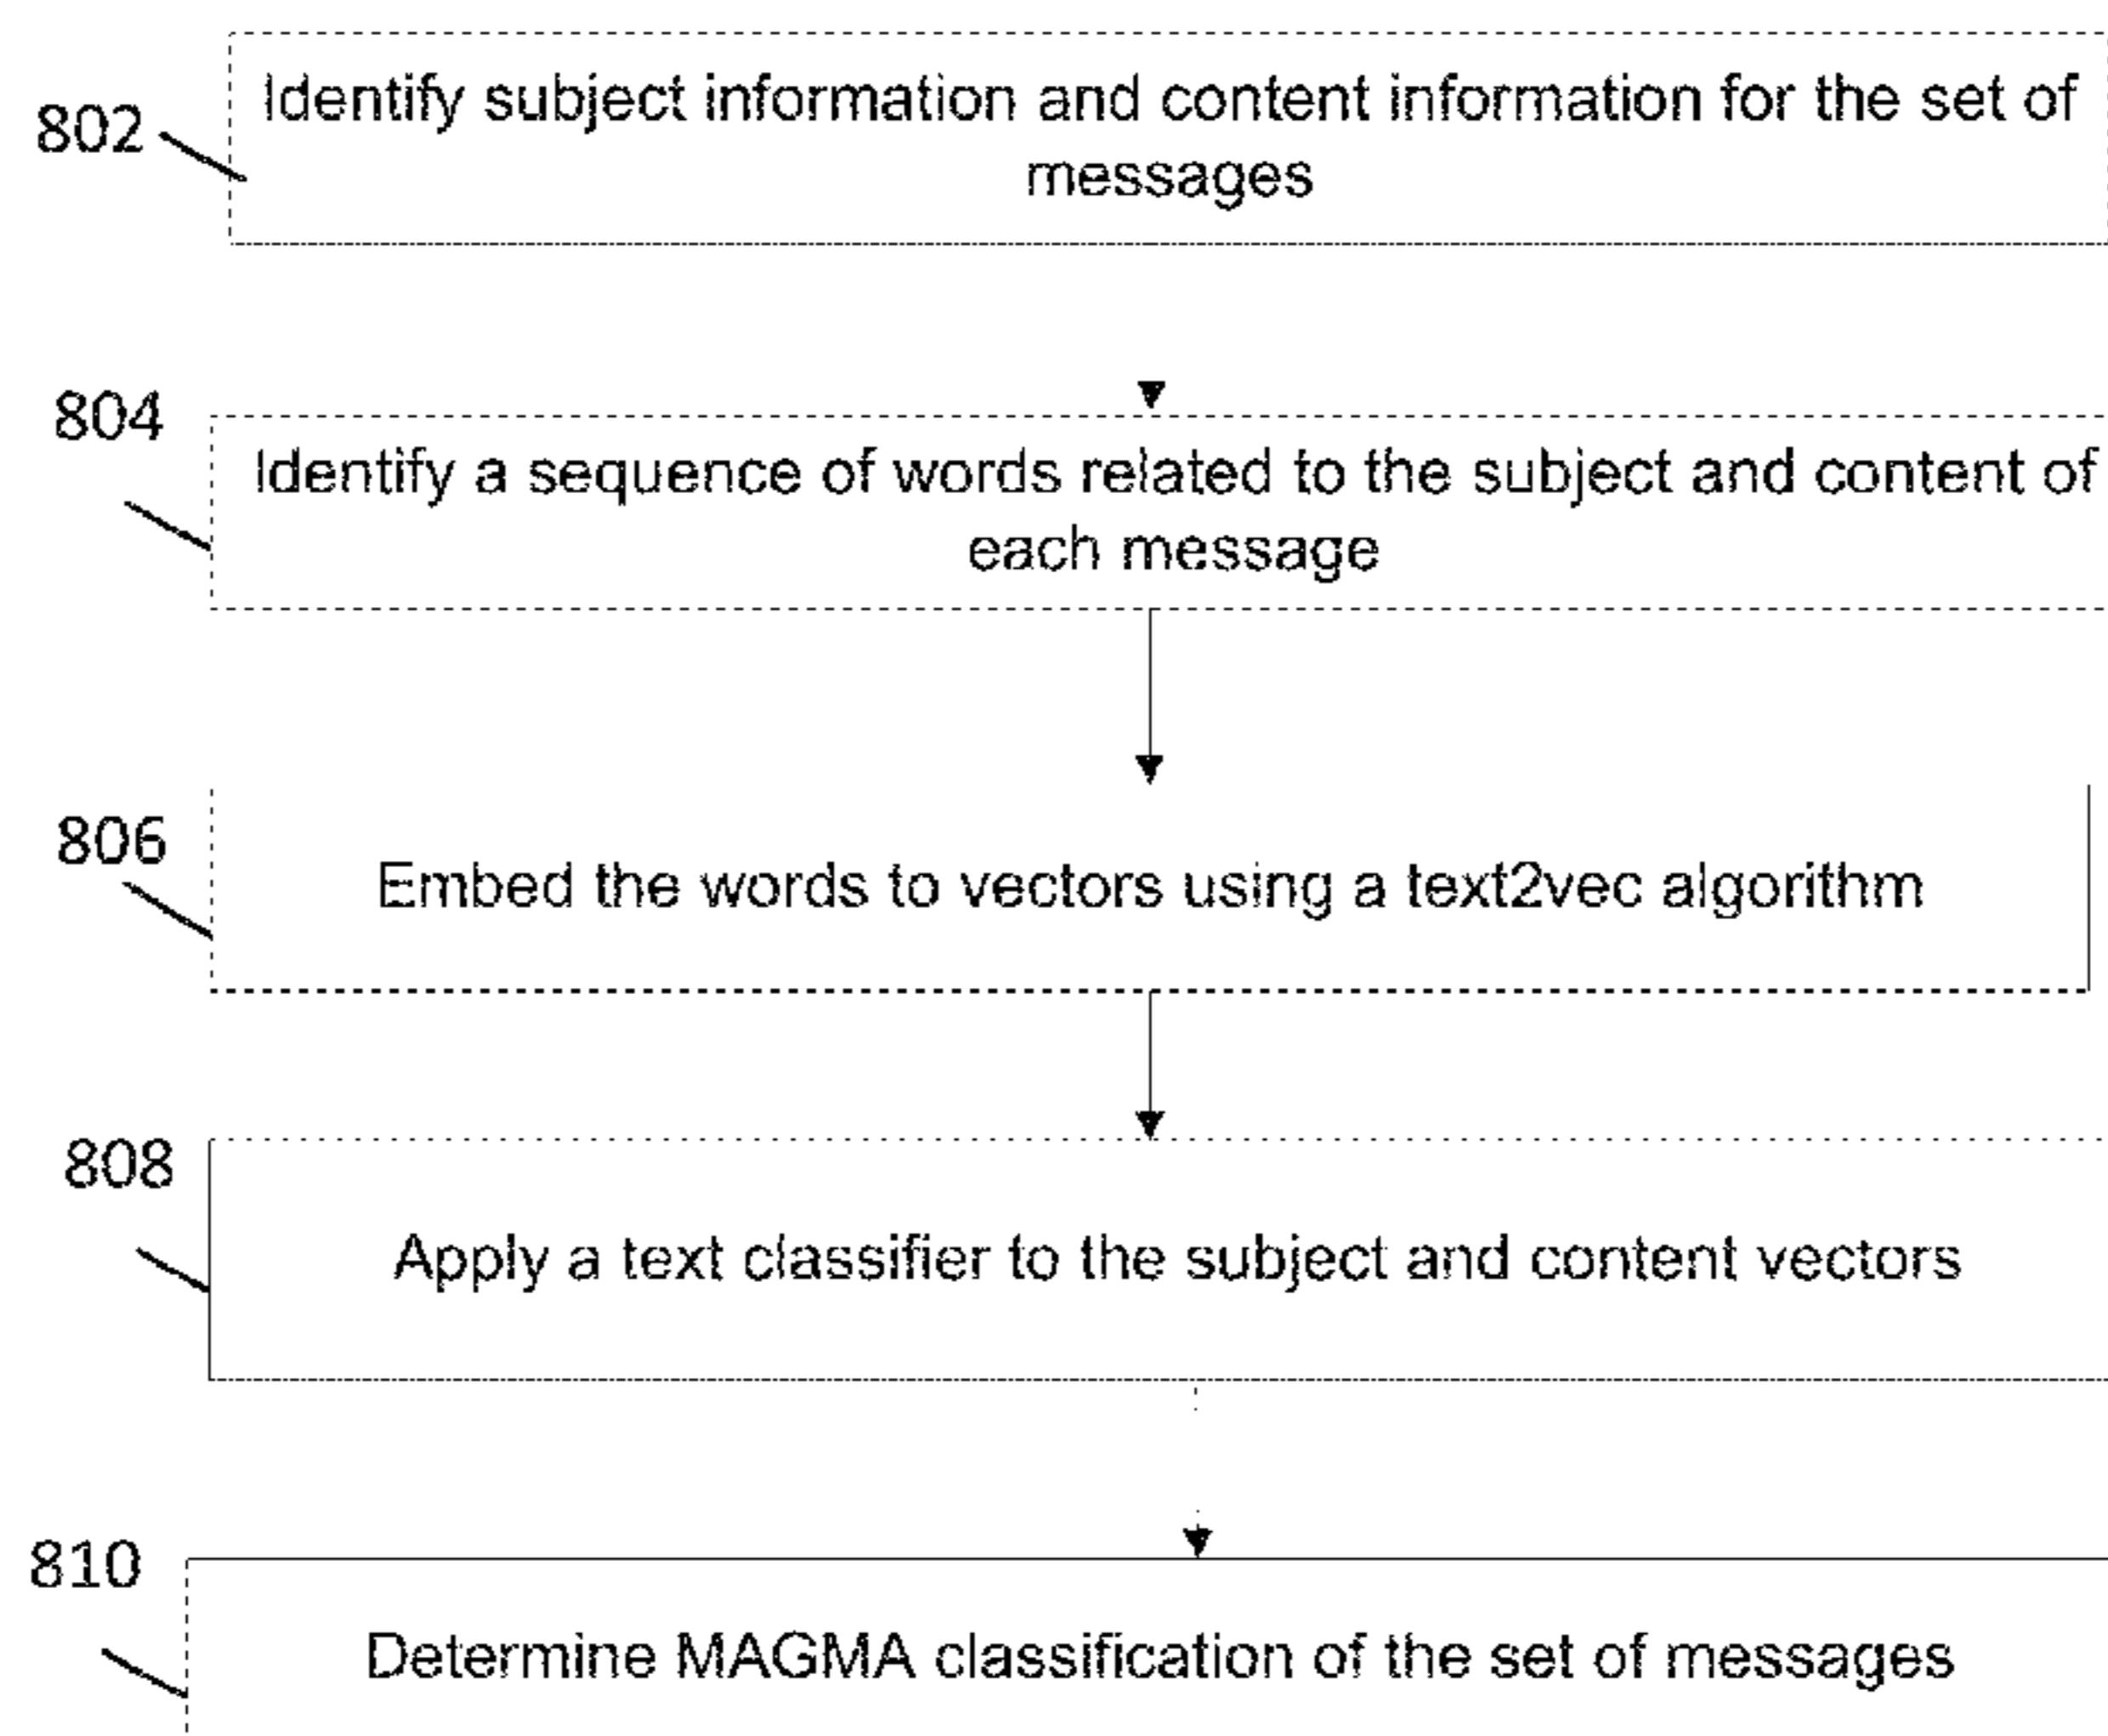 802
Identify subject information and content information for the set of
messages
804
Identify a sequence of words related to the subject and content of
each message
806
Embed the words to vectors using a text2vec algorithm
808
Apply a text classifier to the subject and content vectors
810
Determine MAGMA classification of the set of messages